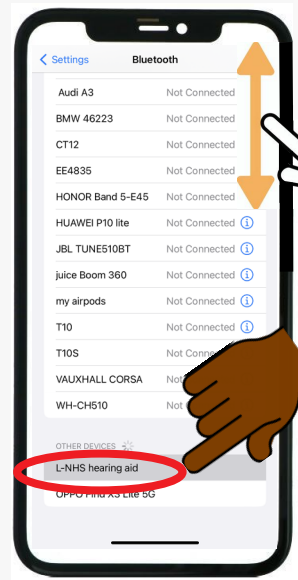 Settings Bluetooth
Audi A3 Not Connected
BMW 46223 Not Connected
CT12 Not Connected
EE4835 Not Connected
HONOR Band 5-E45 Not Connected
HUAWEI P10 lite Not Connected
JBL TUNE510BT Not Connected
juice Boom 360 Not Connected
my airpods Not Connected
T10 Not Connected
T10S Not
VAUXHALL CORSA Not
WH-CH510 Not
OTHER DEVICES
L-NHS hearing aid
OPPO Find X3 Lite 5G